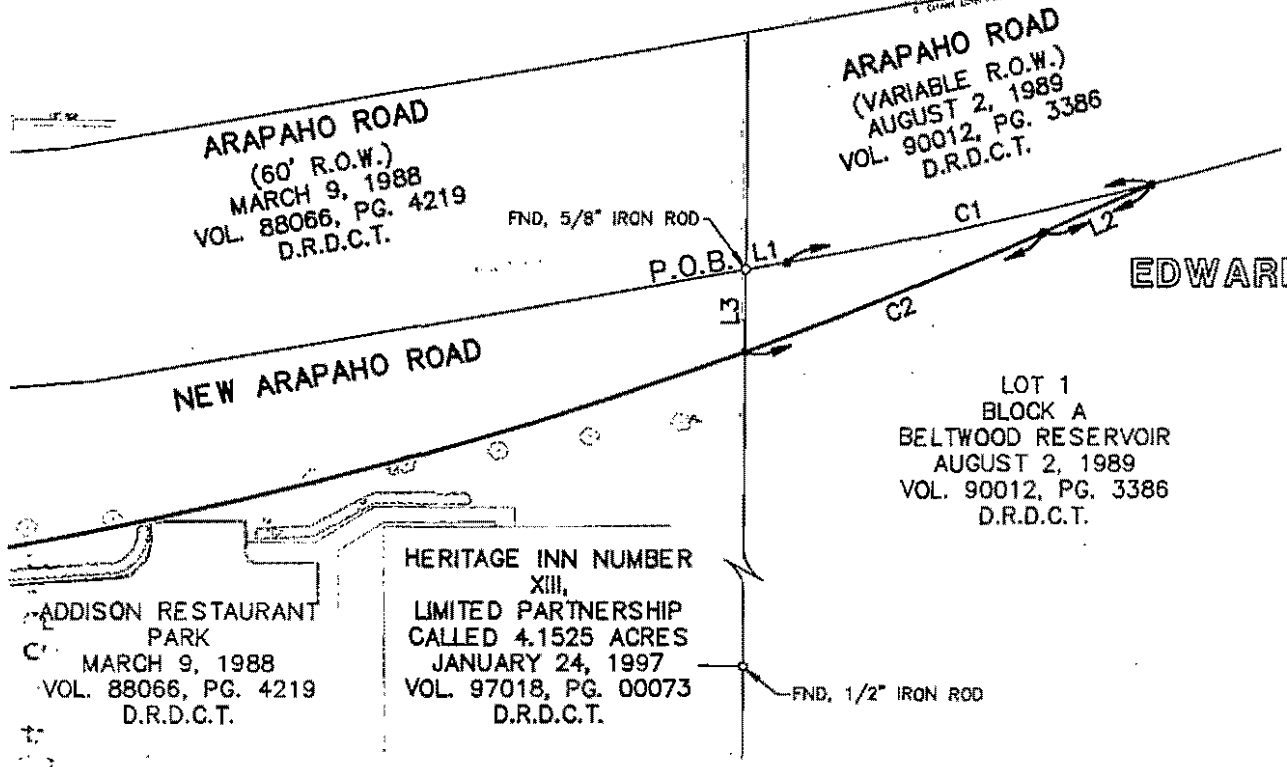 ARAPAHO ROAD
(60' R.O.W.)
MARCH 9, 1988
VOL. 88066, PG. 4219
D.R.D.C.T.
ARAPAHO ROAD
(VARIABLE R.O.W.)
AUGUST 2, 1989
VOL. 90012, PG. 3386
D.R.D.C.T.
FND, 5/8" IRON ROD
P.O.B.
L1
C1
L2
L3
C2
EDWARD
NEW ARAPAHO ROAD
LOT 1
BLOCK A
BELTWOOD RESERVOIR
AUGUST 2, 1989
VOL. 90012, PG. 3386
D.R.D.C.T.
ADDISON RESTAURANT
PARK
MARCH 9, 1988
VOL. 88066, PG. 4219
D.R.D.C.T.
HERITAGE INN NUMBER
XIII,
LIMITED PARTNERSHIP
CALLED 4.1525 ACRES
JANUARY 24, 1997
VOL. 97018, PG. 00073
D.R.D.C.T.
FND, 1/2" IRON ROD